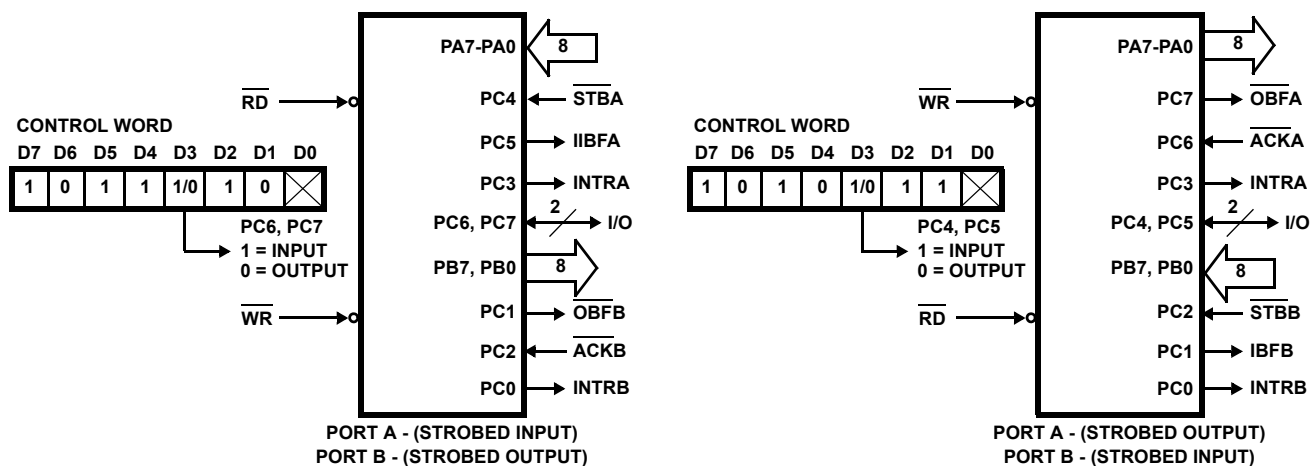 PA7-PA0
8
RD
PC4
STBA
CONTROL WORD
D7 D6 D5 D4 D3 D2 D1 D0
1 0 1 1 1/0 1 0
PC5
IIBFA
PC3
INTRA
PC6, PC7
1 = INPUT
0 = OUTPUT
PC6, PC7
2
I/O
PB7, PB0
8
WR
PC1
OBFB
PC2
ACKB
PC0
INTRB
PORT A - (STROBED INPUT)
PORT B - (STROBED OUTPUT)
PA7-PA0
8
WR
PC7
OBFA
CONTROL WORD
D7 D6 D5 D4 D3 D2 D1 D0
1 0 1 0 1/0 1 1
PC6
ACKA
PC3
INTRA
PC4, PC5
1 = INPUT
0 = OUTPUT
PC4, PC5
2
I/O
PB7, PB0
8
RD
PC2
STBB
PC1
IBFB
PC0
INTRB
PORT A - (STROBED OUTPUT)
PORT B - (STROBED INPUT)